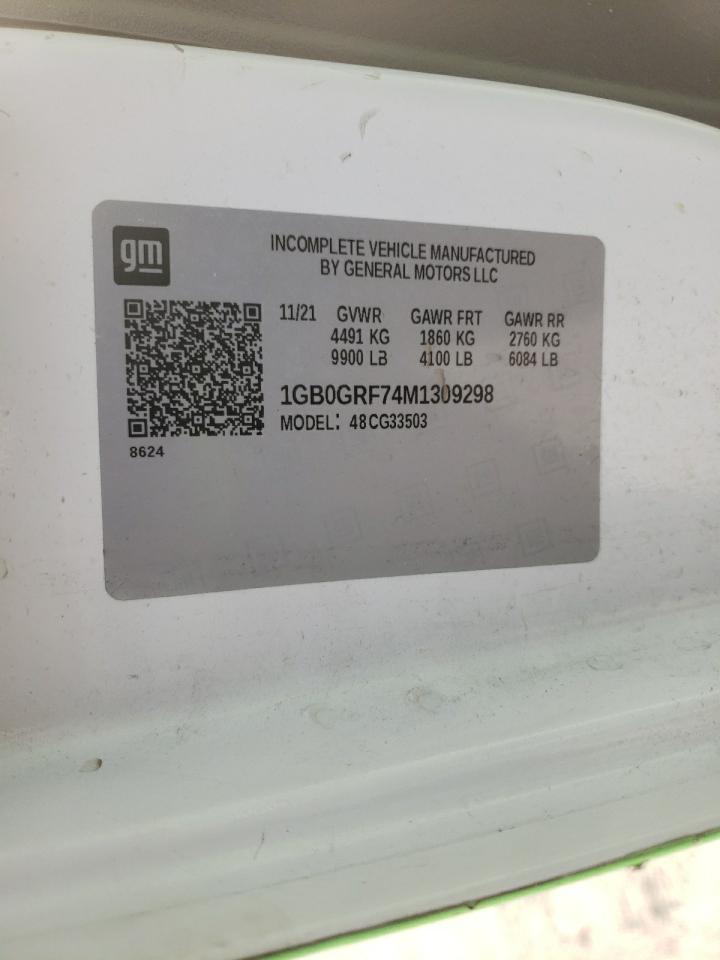 gm
INCOMPLETE VEHICLE MANUFACTURED
BY GENERAL MOTORS LLC
11/21 GVWR GAWR FRT GAWR RR
4491 KG 1860 KG 2760 KG
9900 LB 4100 LB 6084 LB
1GB0GRF74M1309298
MODEL: 48CG33503
8624